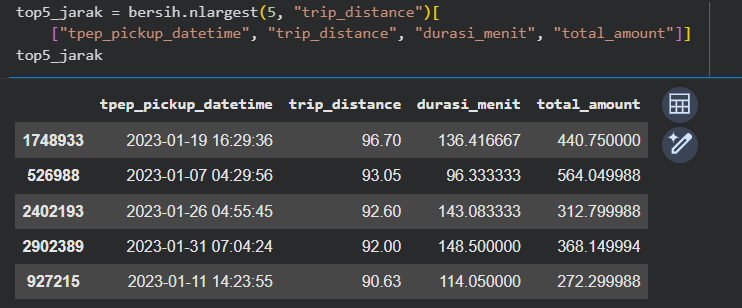 top5_jarak = bersih.nlargest(5, "trip_distance")[
["tpep_pickup_datetime", "trip_distance", "durasi_menit", "total_amount"]]
top5_jarak
tpep_pickup_datetime trip_distance durasi_menit total_amount
1748933 2023-01-19 16:29:36 96.70 136.416667 440.750000
526988 2023-01-07 04:29:56 93.05 96.333333 564.049988
2402193 2023-01-26 04:55:45 92.60 143.083333 312.799988
2902389 2023-01-31 07:04:24 92.00 148.500000 368.149994
927215 2023-01-11 14:23:55 90.63 114.050000 272.299988